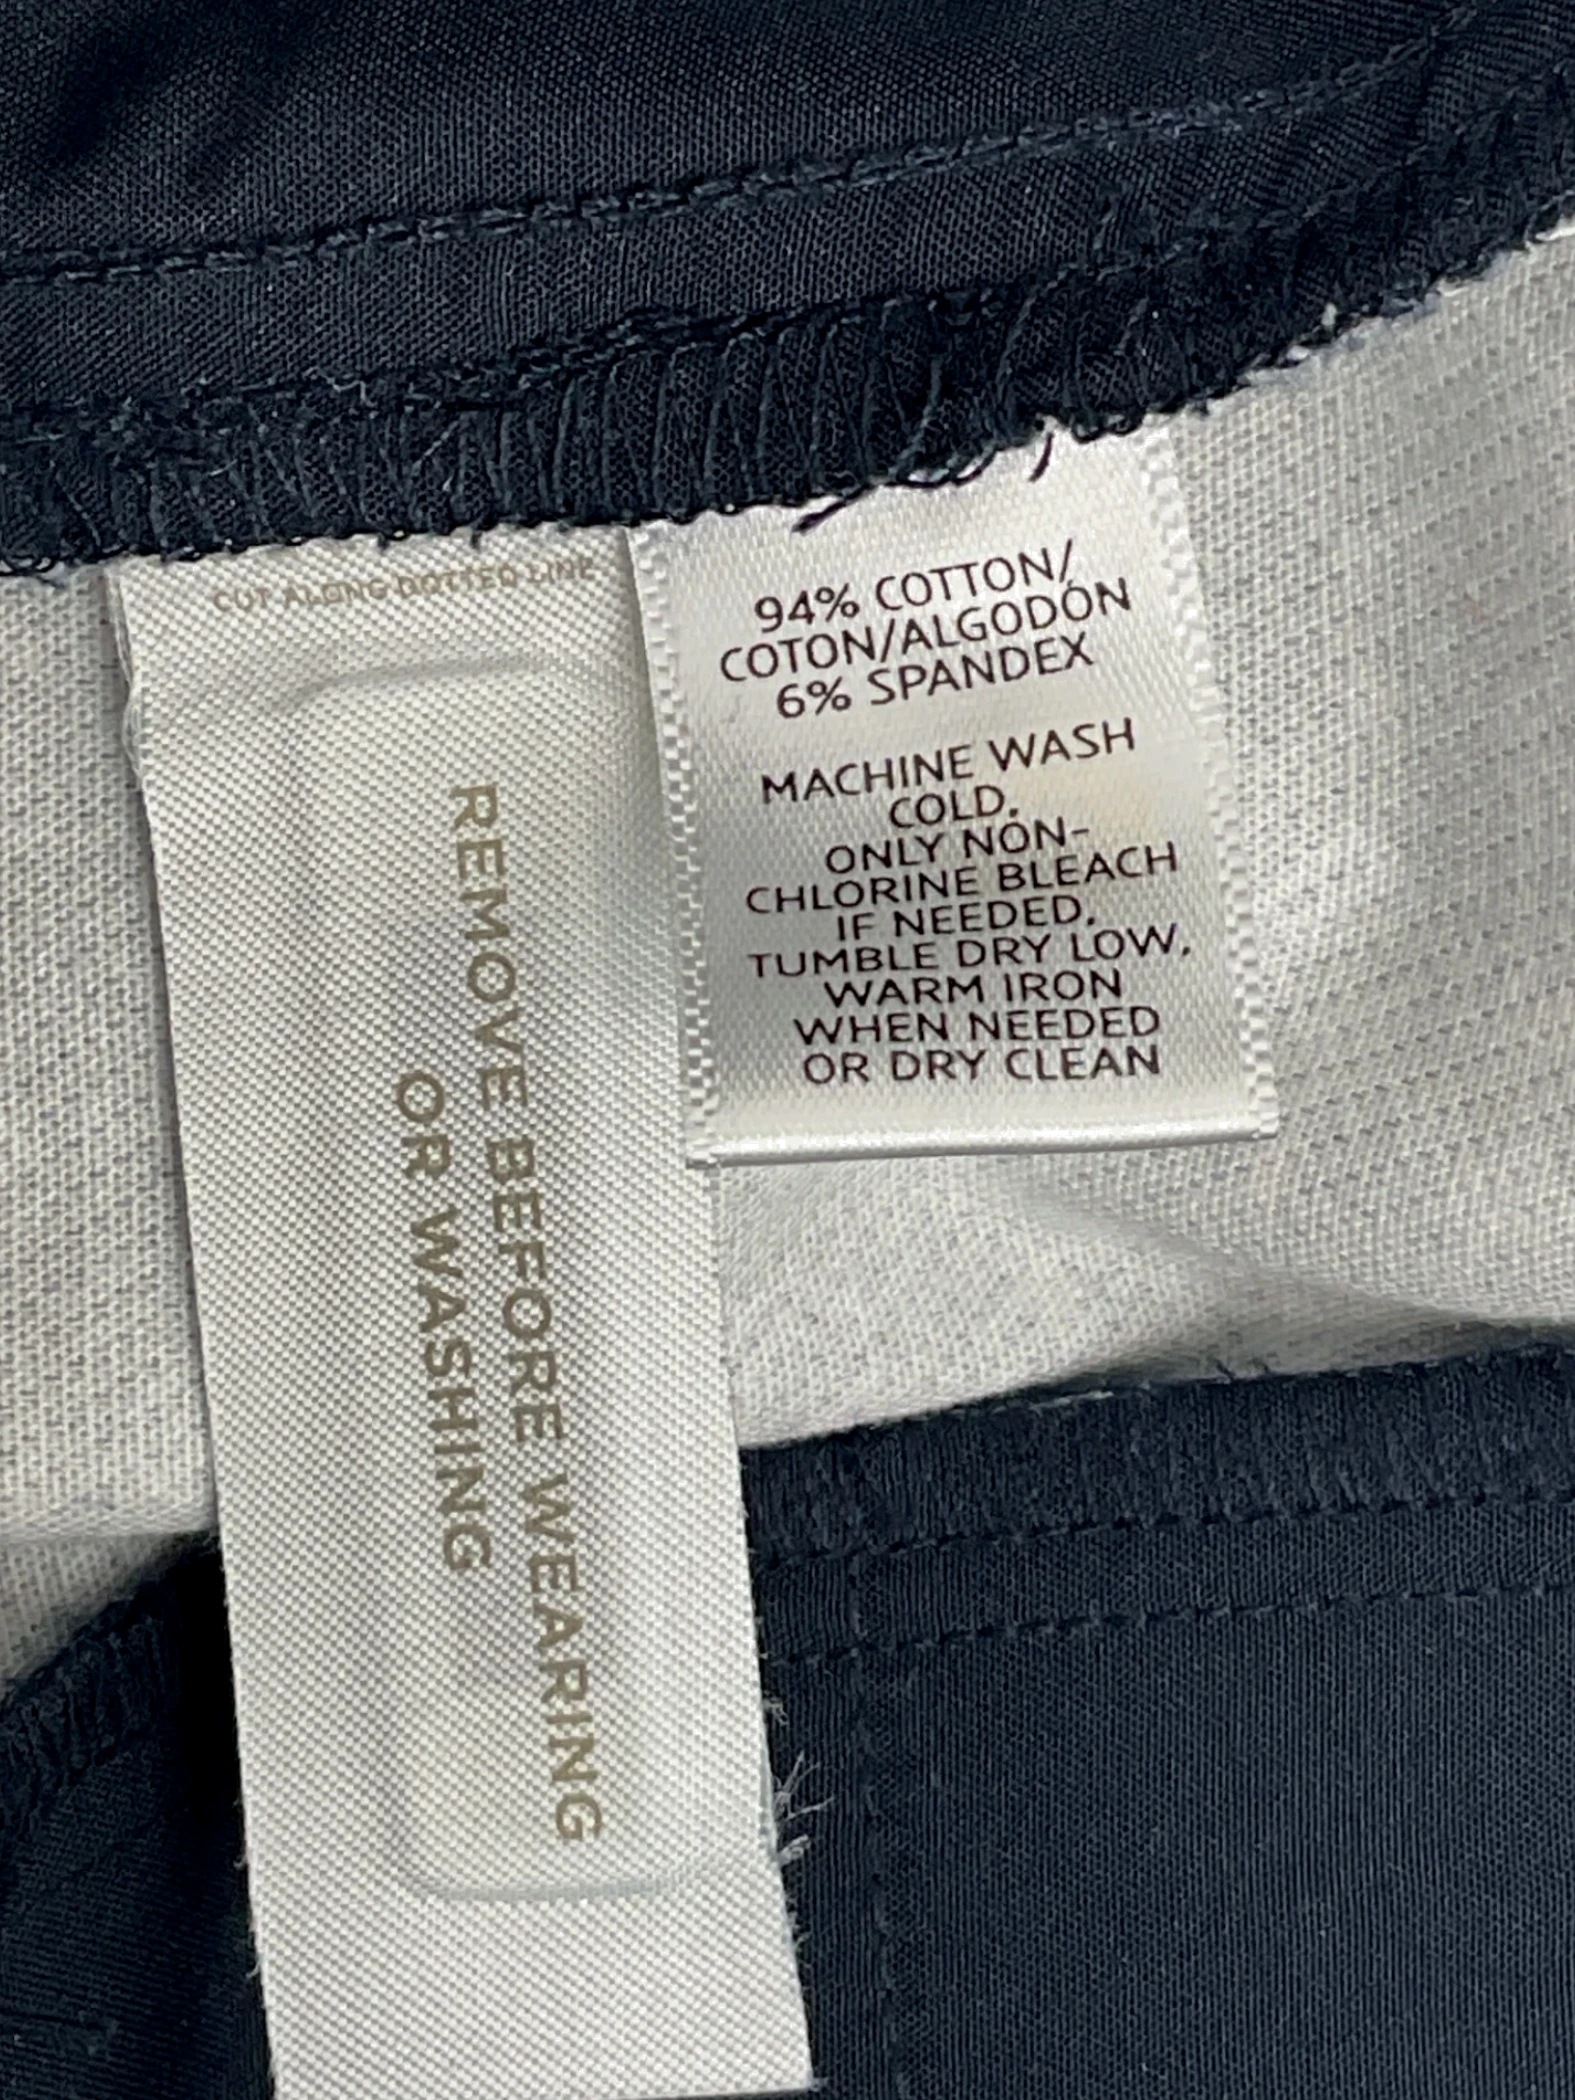 CUT ALONG DOTTED LINE
REMOVE BEFORE WEARING
OR WASHING
94% COTTON/
COTON/ALGODÓN
6% SPANDEX
MACHINE WASH
COLD.
ONLY NON-
CHLORINE BLEACH
IF NEEDED.
TUMBLE DRY LOW.
WARM IRON
WHEN NEEDED
OR DRY CLEAN